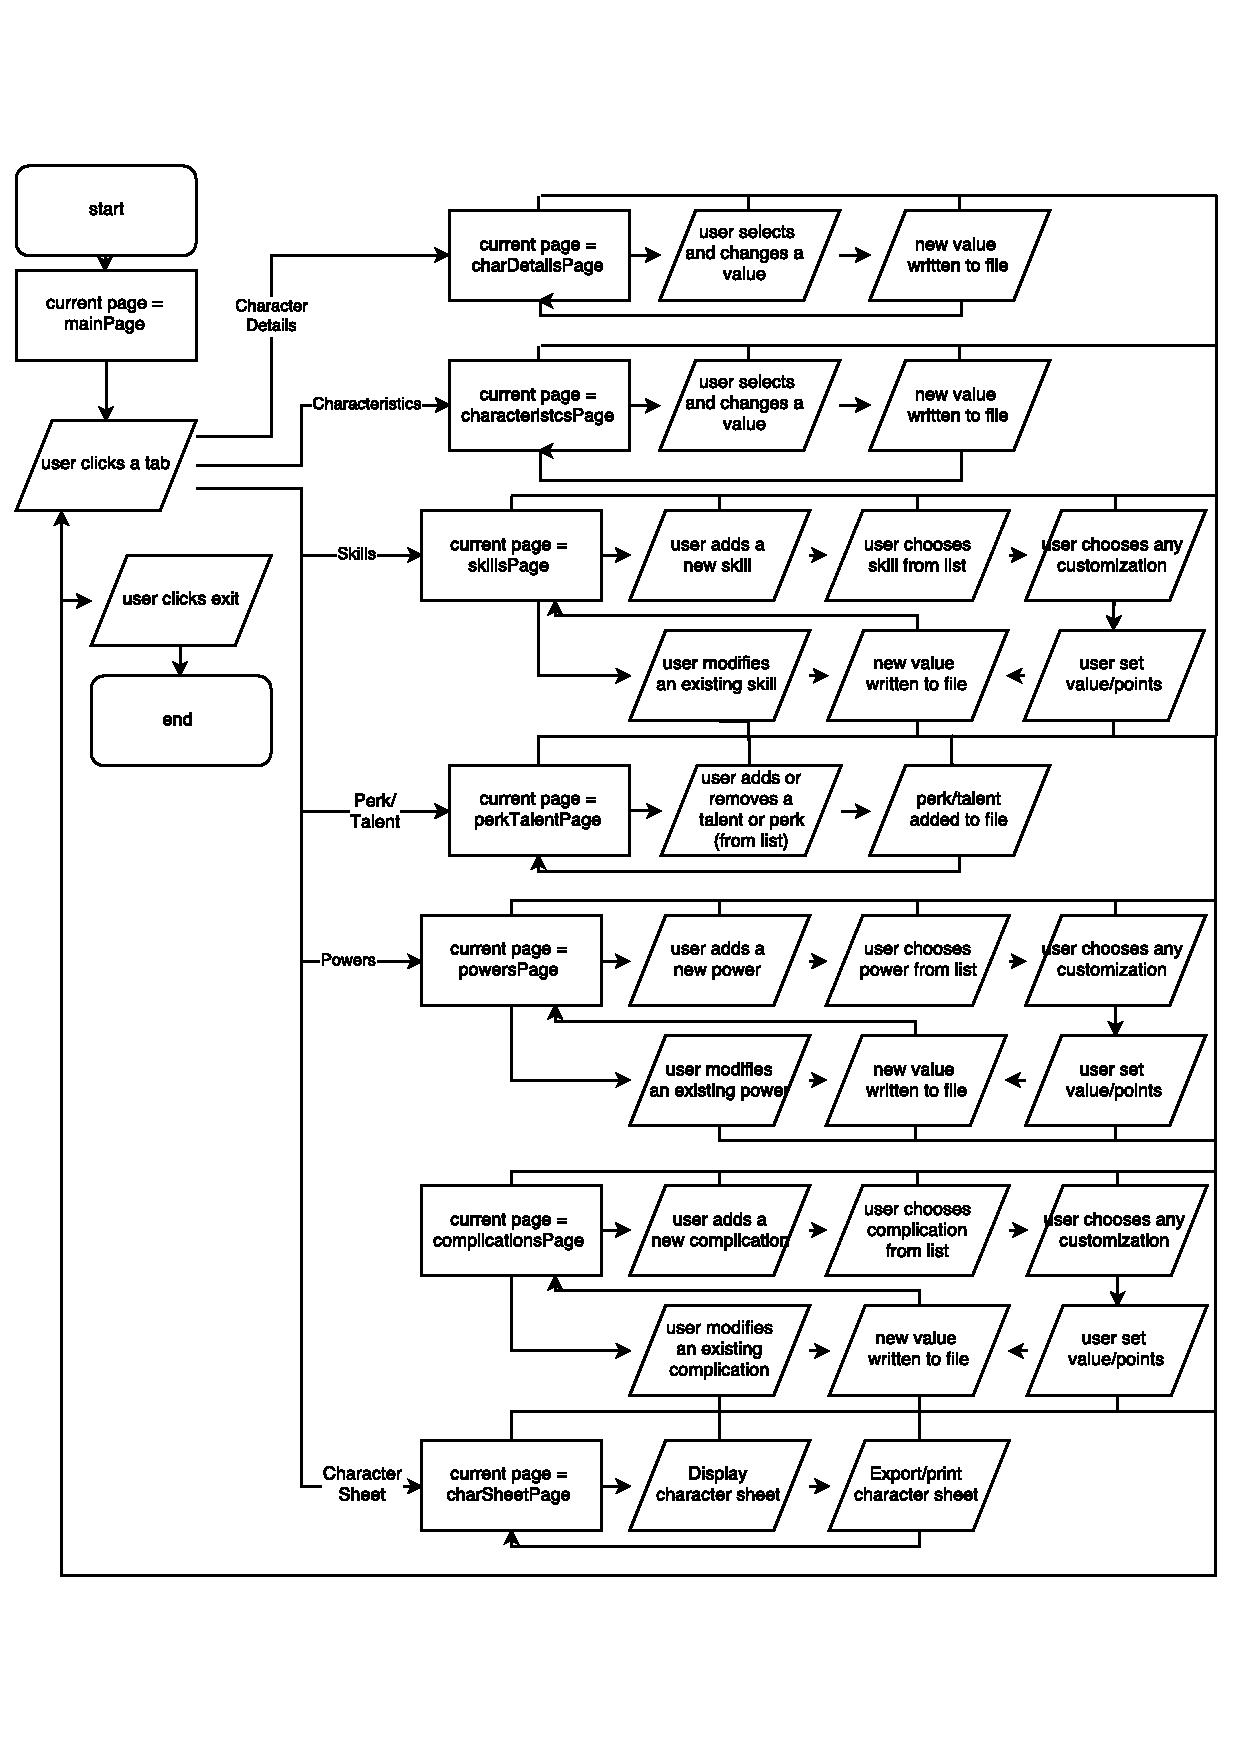 start
current page =
mainPage
user clicks a tab
user clicks exit
end
Character
Details
current page =
charDetailsPage
user selects
and changes a
value
new value
written to file
Characteristics
current page =
characteristcsPage
user selects
and changes a
value
new value
written to file
Skills
current page =
skillsPage
user adds a
new skill
user chooses
skill from list
user chooses any
customization
user modifies
an existing skill
new value
written to file
user set
value/points
Perk/
Talent
current page =
perkTalentPage
user adds or
removes a
talent or perk
(from list)
perk/talent
added to file
Powers
current page =
powersPage
user adds a
new power
user chooses
power from list
user chooses any
customization
user modifies
an existing power
new value
written to file
user set
value/points
current page =
complicationsPage
user adds a
new complication
user chooses
complication
from list
user chooses any
customization
user modifies
an existing
complication
new value
written to file
user set
value/points
Character
Sheet
current page =
charSheetPage
Display
character sheet
Export/print
character sheet